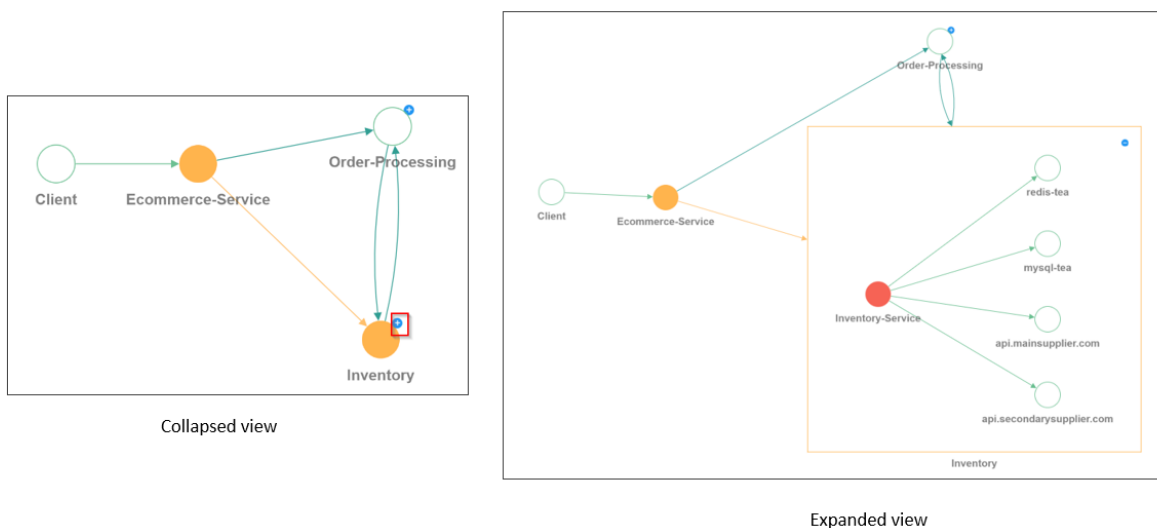 Order-Processing
Client
Ecommerce-Service
Inventory
Collapsed view
Order-Processing
Client
Ecommerce-Service
redis-tea
mysql-tea
Inventory-Service
api.mainsupplier.com
api.secondarysupplier.com
Inventory
Expanded view